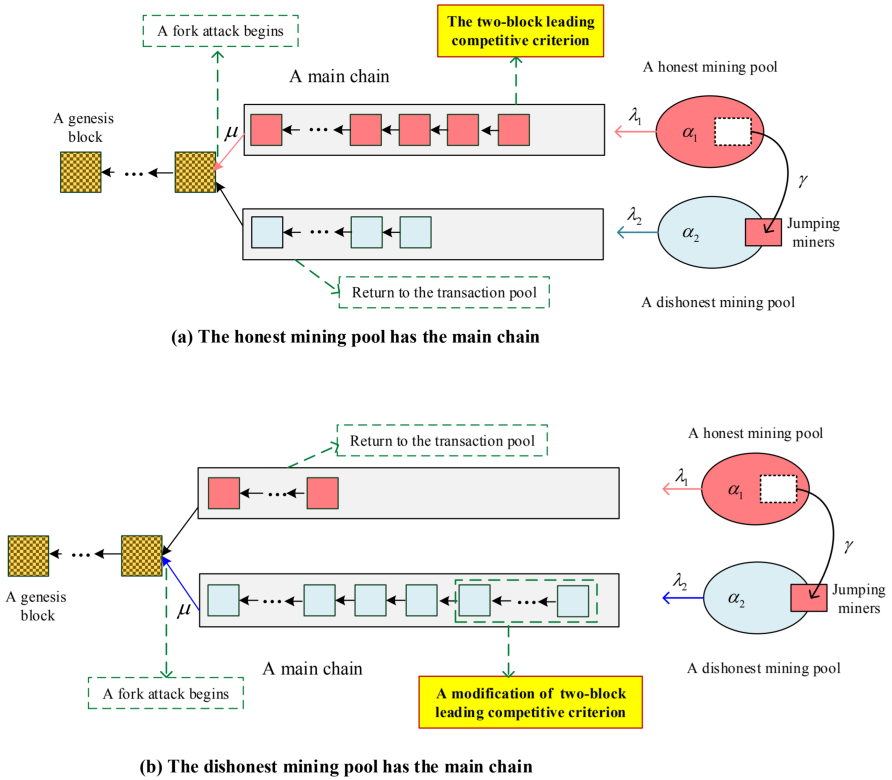 A fork attack begins
The two-block leading
competitive criterion
A main chain
A honest mining pool
A genesis
block
μ
...
...
λ1
α1
γ
...
λ2
α2
Jumping
miners
Return to the transaction pool
A dishonest mining pool
(a) The honest mining pool has the main chain
Return to the transaction pool
A honest mining pool
...
λ1
α1
...
γ
A genesis
block
μ
...
...
λ2
α2
Jumping
miners
A main chain
A dishonest mining pool
A fork attack begins
A modification of two-block
leading competitive criterion
(b) The dishonest mining pool has the main chain